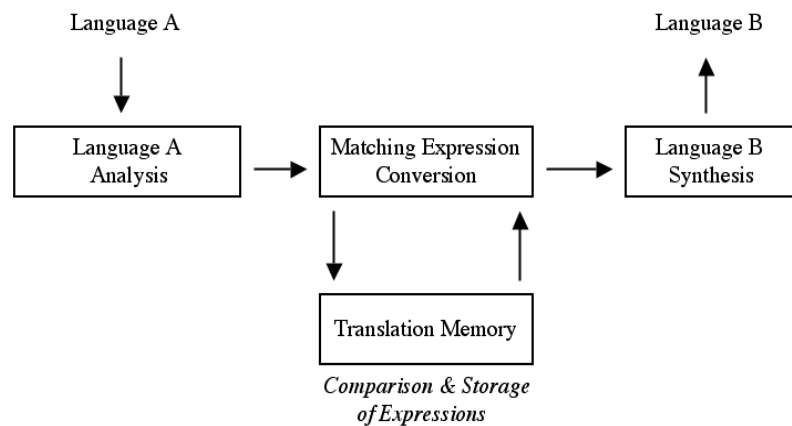 Language A
Language B
Language A
Analysis
Matching Expression
Conversion
Language B
Synthesis
Translation Memory
Comparison & Storage
of Expressions